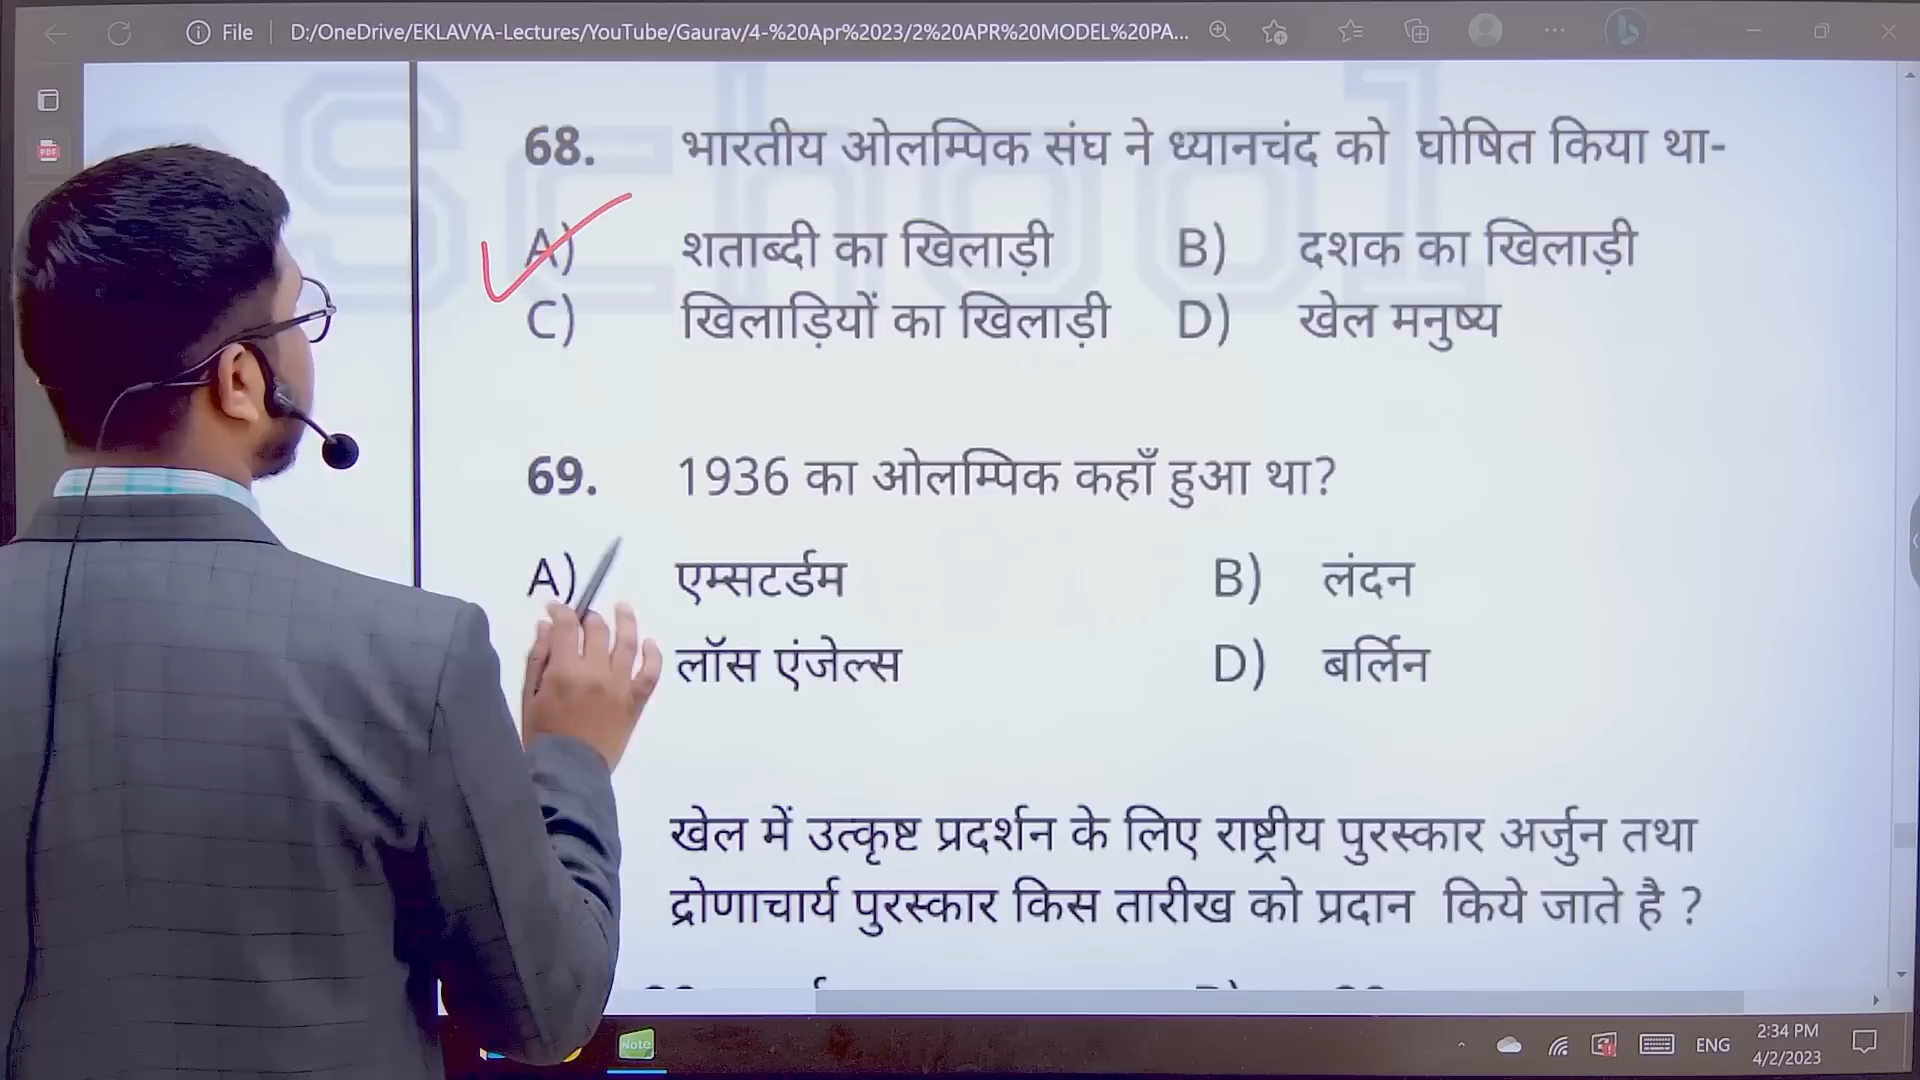 File D:/OneDrive/EKLAVYA-Lectures/YouTube/Gaurav/4-%20Apr%2023/2%20APR%20MODEL%20PA...
School
68. भारतीय ओलम्पिक संघ ने ध्यानचंद को घोषित किया था-
A) शताब्दी का खिलाड़ी B) दशक का खिलाड़ी
C) खिलाड़ियों का खिलाड़ी D) खेल मनुष्य
69. 1936 का ओलम्पिक कहाँ हुआ था?
A) एम्सटर्डम B) लंदन
लॉस एंजेल्स D) बर्लिन
खेल में उत्कृष्ट प्रदर्शन के लिए राष्ट्रीय पुरस्कार अर्जुन तथा
द्रोणाचार्य पुरस्कार किस तारीख को प्रदान किये जाते है ?
Note ENG 2:34 PM
4/2/2023